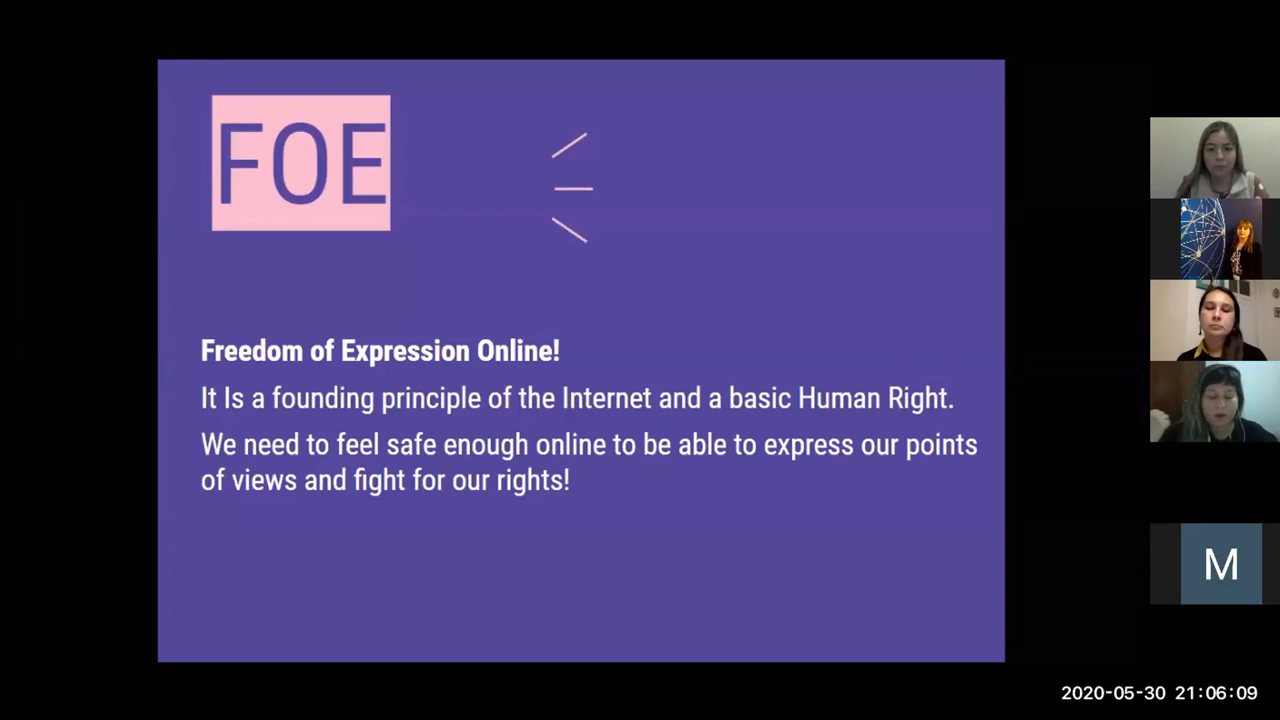 FOE
Freedom of Expression Online!
It Is a founding principle of the Internet and a basic Human Right.
We need to feel safe enough online to be able to express our points
of views and fight for our rights!
M
2020-05-30 21:06:09